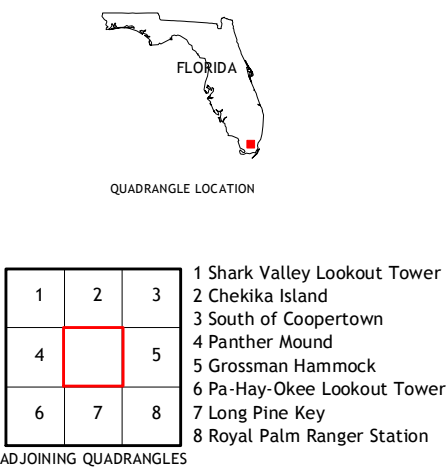 FLORIDA
QUADRANGLE LOCATION
1 2 3
4 5
6 7 8
ADJOINING QUADRANGLES
1 Shark Valley Lookout Tower
2 Chekika Island
3 South of Coopertown
4 Panther Mound
5 Grossman Hammock
6 Pa-Hay-Okee Lookout Tower
7 Long Pine Key
8 Royal Palm Ranger Station